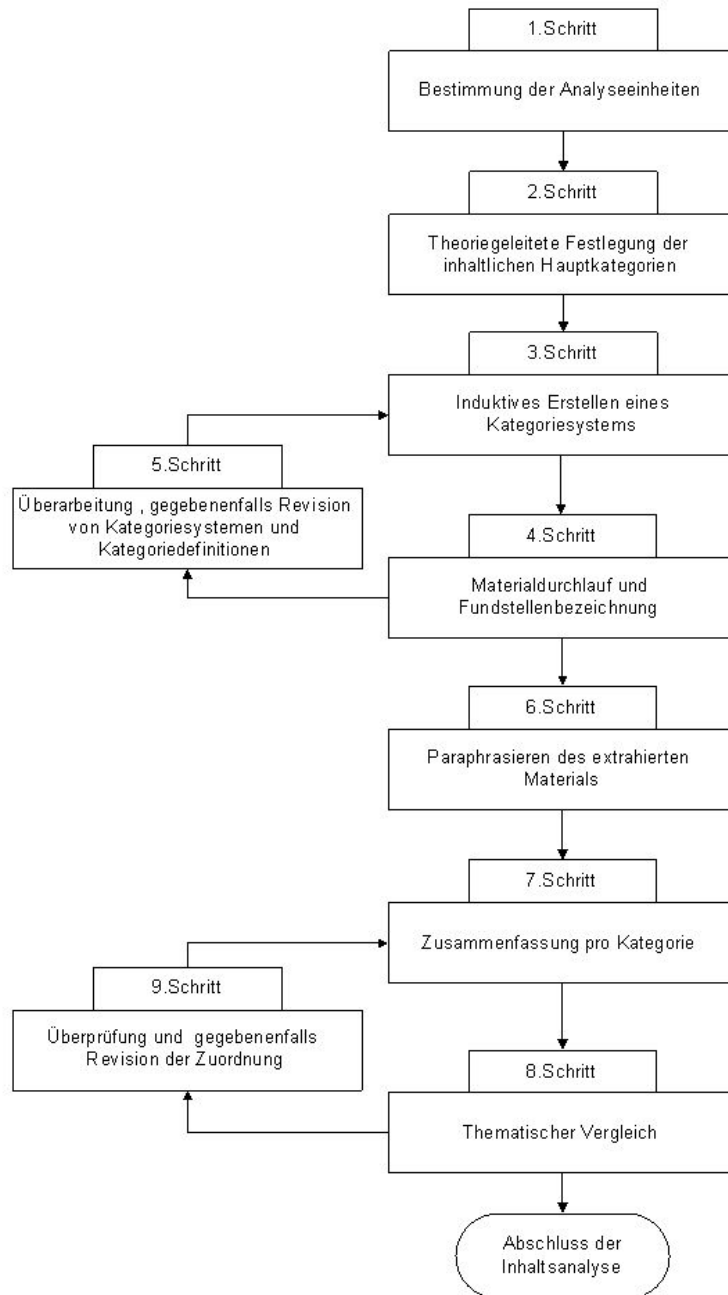 1.Schritt
Bestimmung der Analyseeinheiten
2.Schritt
Theoriegeleitete Festlegung der
inhaltlichen Hauptkategorien
3.Schritt
Induktives Erstellen eines
Kategoriesystems
4.Schritt
Materialdurchlauf und
Fundstellenbezeichnung
5.Schritt
Überarbeitung , gegebenenfalls Revision
von Kategoriesystemen und
Kategoriedefinitionen
6.Schritt
Paraphrasieren des extrahierten
Materials
7.Schritt
Zusammenfassung pro Kategorie
8.Schritt
Thematischer Vergleich
9.Schritt
Überprüfung und gegebenenfalls
Revision der Zuordnung
Abschluss der
Inhaltsanalyse